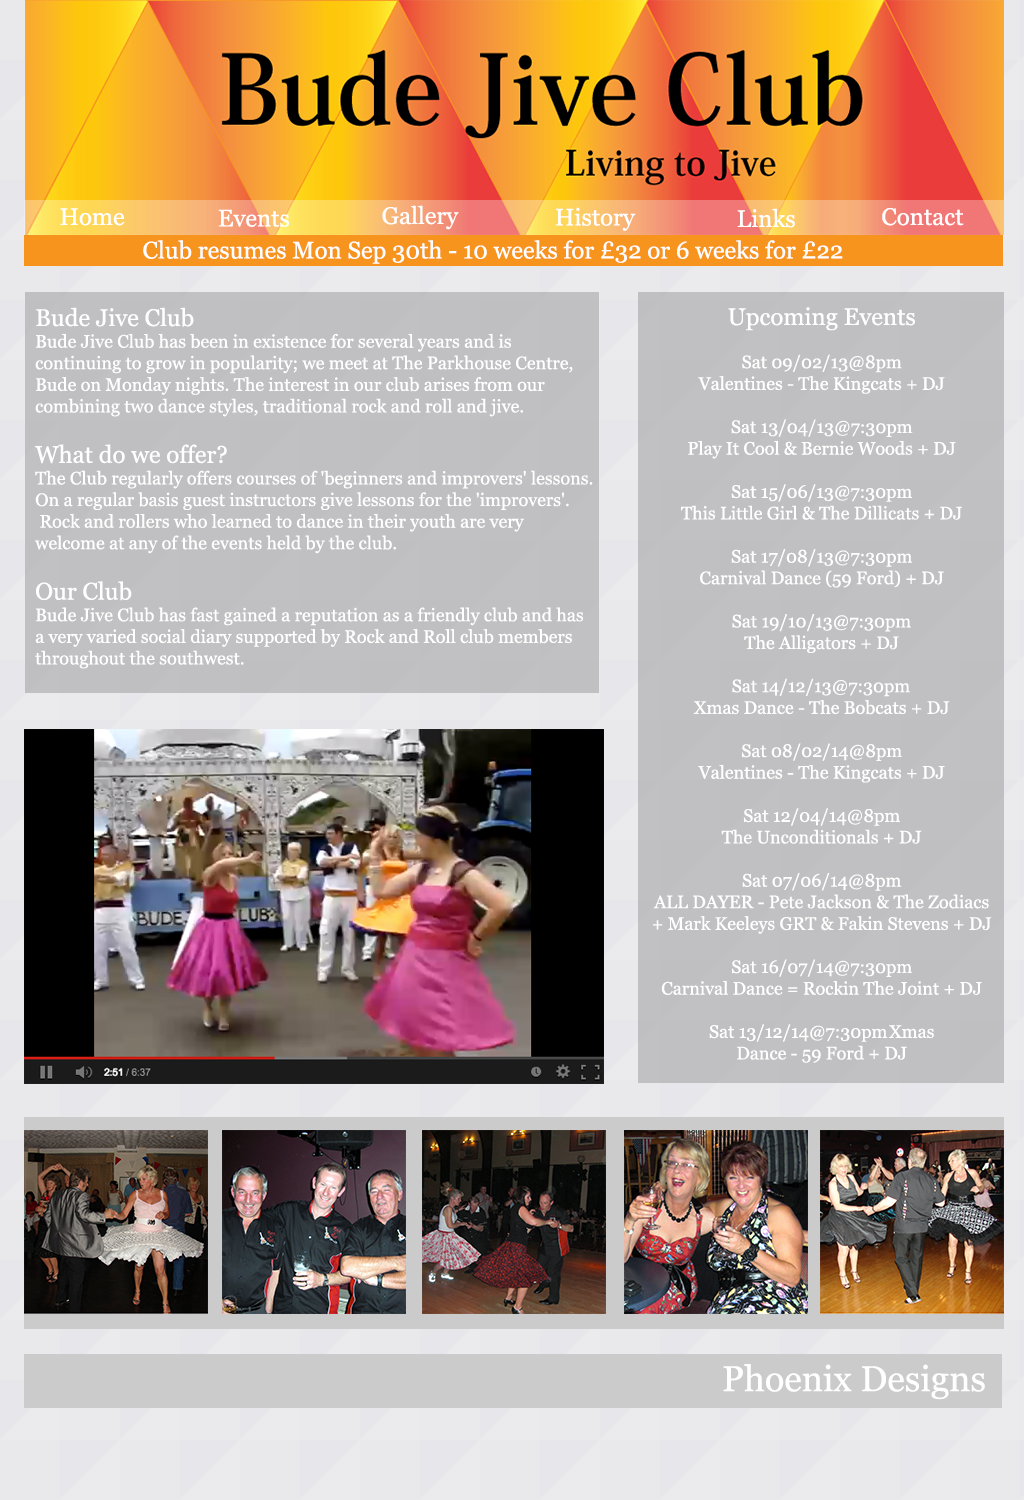 Bude Jive Club
Living to Jive
Home Events Gallery History Links Contact
Club resumes Mon Sep 30th - 10 weeks for £32 or 6 weeks for £22
Bude Jive Club
Bude Jive Club has been in existence for several years and is
continuing to grow in popularity; we meet at The Parkhouse Centre,
Bude on Monday nights. The interest in our club arises from our
combining two dance styles, traditional rock and roll and jive.
What do we offer?
The Club regularly offers courses of 'beginners and improvers' lessons.
On a regular basis guest instructors give lessons for the 'improvers'.
Rock and rollers who learned to dance in their youth are very
welcome at any of the events held by the club.
Our Club
Bude Jive Club has fast gained a reputation as a friendly club and has
a very varied social diary supported by Rock and Roll club members
throughout the southwest.
BUDE CLUB
2:51 / 6:37
Upcoming Events
Sat 09/02/13@8pm
Valentines - The Kingcats + DJ
Sat 13/04/13@7:30pm
Play It Cool & Bernie Woods + DJ
Sat 15/06/13@7:30pm
This Little Girl & The Dillicats + DJ
Sat 17/08/13@7:30pm
Carnival Dance (59 Ford) + DJ
Sat 19/10/13@7:30pm
The Alligators + DJ
Sat 14/12/13@7:30pm
Xmas Dance - The Bobcats + DJ
Sat 08/02/14@8pm
Valentines - The Kingcats + DJ
Sat 12/04/14@8pm
The Unconditionals + DJ
Sat 07/06/14@8pm
ALL DAYER - Pete Jackson & The Zodiacs
+ Mark Keeleys GRT & Fakin Stevens + DJ
Sat 16/07/14@7:30pm
Carnival Dance = Rockin The Joint + DJ
Sat 13/12/14@7:30pmXmas
Dance - 59 Ford + DJ
Phoenix Designs